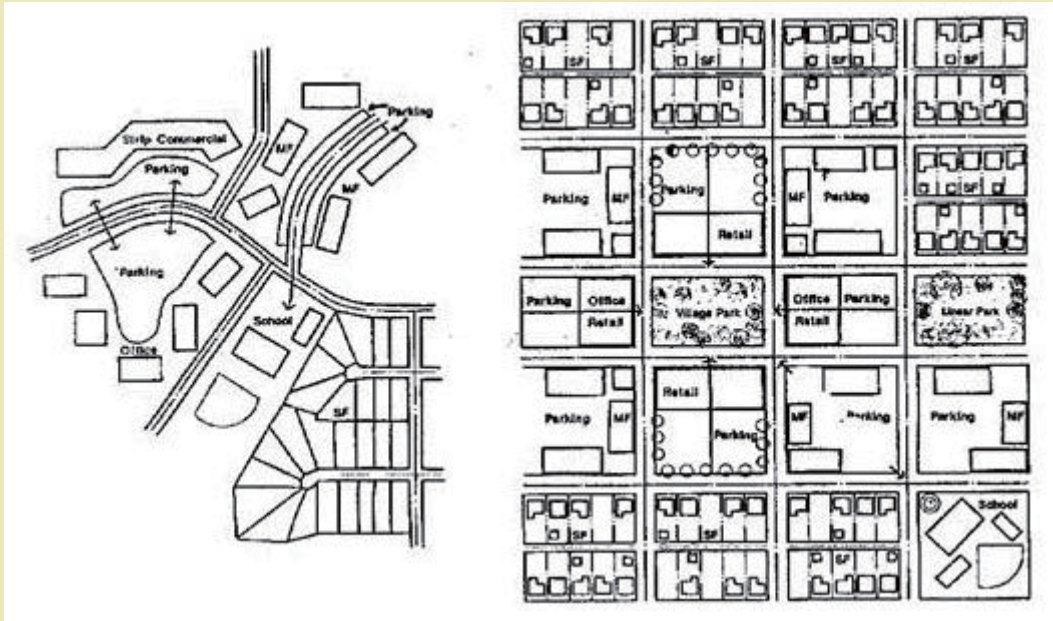 Strip Commercial
Parking
Parking
MF
MF
Parking
Office
School
SF
SF
SF
SF
SF
Parking
MF
Parking
Retail
MF
Parking
SF
Parking
Office
Retail
Village Park
Office
Parking
Retail
Linear Park
Parking
MF
Retail
Parking
MF
Parking
Parking
MF
SF
SF
SF
School